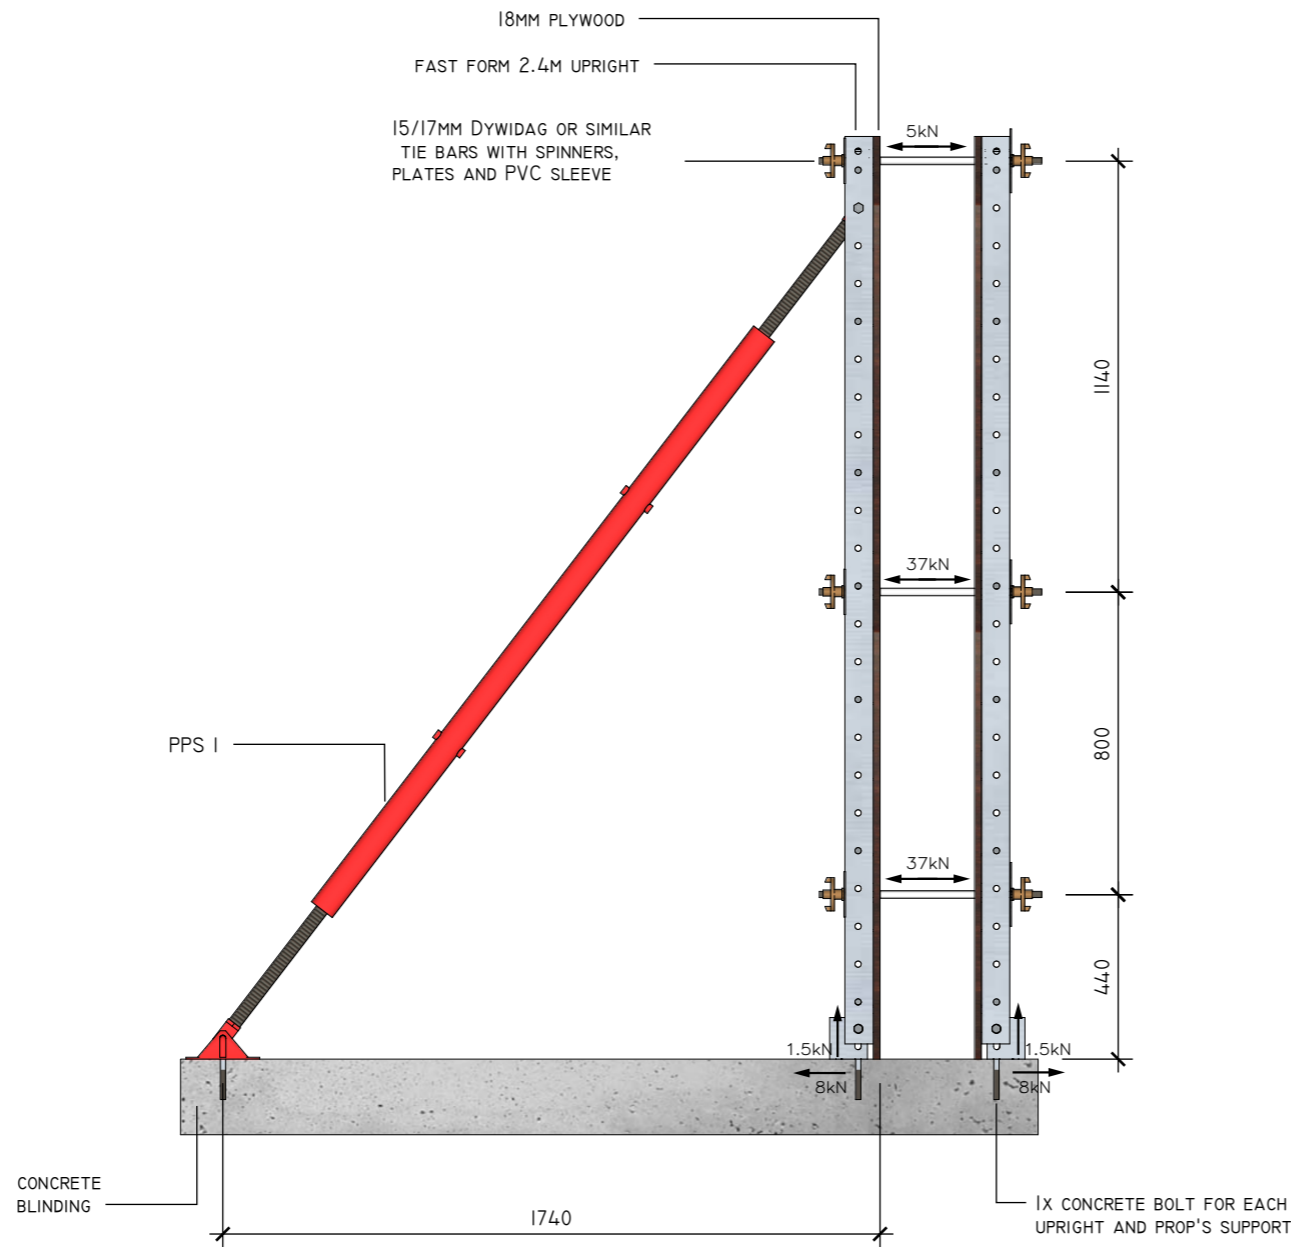 18MM PLYWOOD
FAST FORM 2.4M UPRIGHT
15/17MM DYWIDAG OR SIMILAR
TIE BARS WITH SPINNERS,
PLATES AND PVC SLEEVE
5kN
1140
37kN
PPS 1
800
37kN
440
1.5kN
1.5kN
8kN
8kN
CONCRETE
BLINDING
1740
1X CONCRETE BOLT FOR EACH
UPRIGHT AND PROP'S SUPPORT